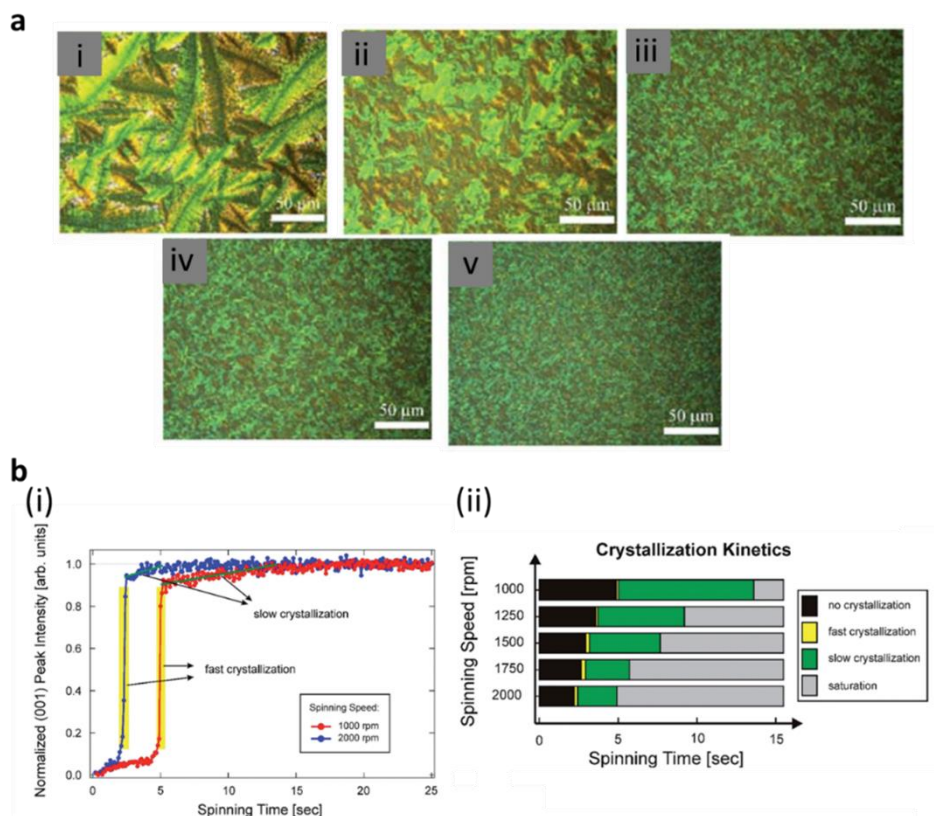 a
i
ii
iii
50 μm
50 μm
50 μm
iv
v
50 μm
50 μm
b
(i)
(ii)
Normalized (001) Peak Intensity [arb. units]
1.0
0.8
0.6
0.4
0.2
0.0
slow crystallization
fast crystallization
Spinning Speed:
1000 rpm
2000 rpm
0 5 10 15 20 25
Spinning Time [sec]
Crystallization Kinetics
Spinning Speed [rpm]
1000
1250
1500
1750
2000
0 5 10 15
Spinning Time [sec]
no crystallization
fast crystallization
slow crystallization
saturation